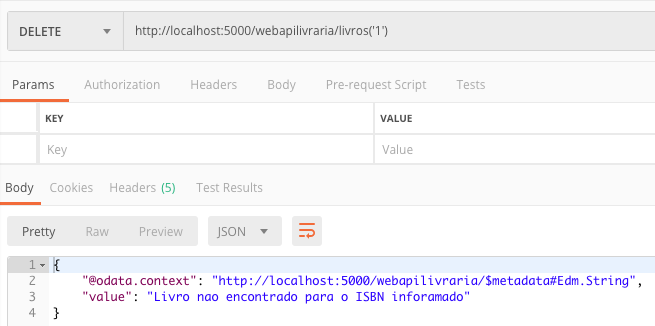 DELETE http://localhost:5000/webapilivraria/livros('1')
Params Authorization Headers Body Pre-request Script Tests
KEY VALUE
Key Value
Body Cookies Headers (5) Test Results
Pretty Raw Preview JSON
1 {
2 "@odata.context": "http://localhost:5000/webapilivraria/$metadata#Edm.String",
3 "value": "Livro nao encontrado para o ISBN inforamado"
4 }